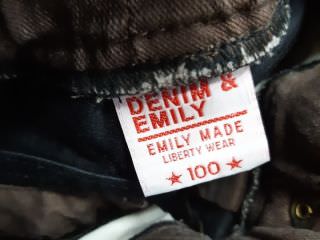 DENIM &
EMILY
EMILY MADE
LIBERTY WEAR
★ 100 ★